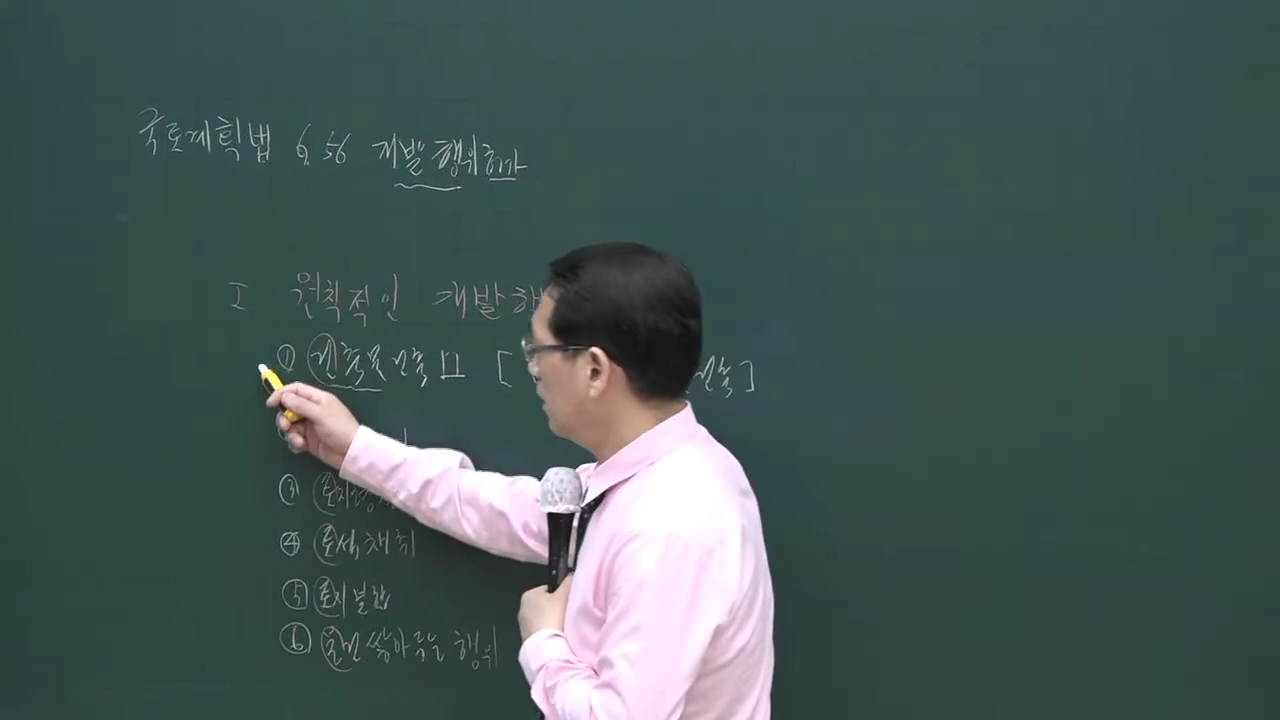 국토계획법 §56 개발행위허가
I 원칙적인 개발행
① 건축물 건축 [ 건축]
③ 토지형
④ 토석채취
⑤ 토지분할
⑥ 물건 쌓아두는 행위